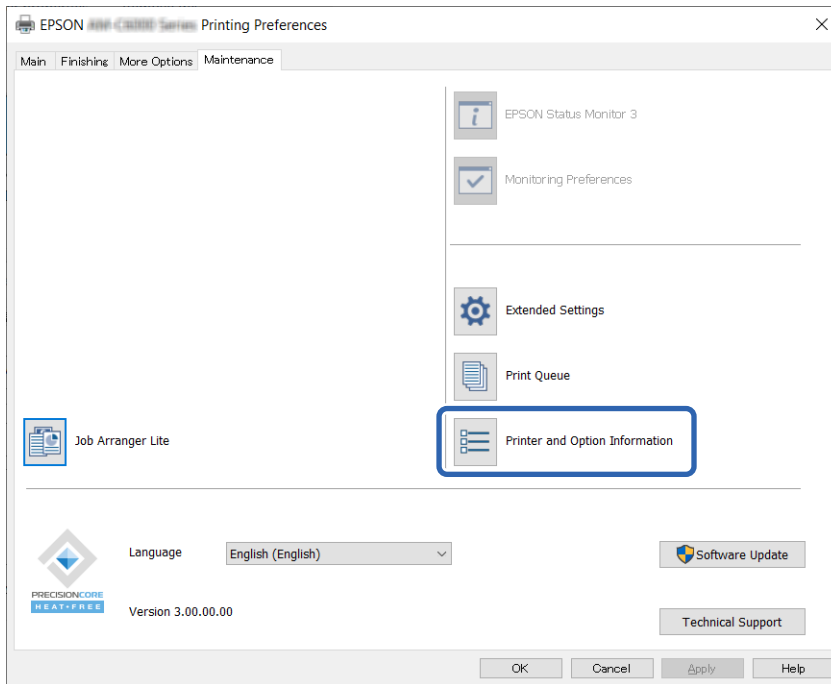 EPSON Series Printing Preferences
Main Finishing More Options Maintenance
EPSON Status Monitor 3
Monitoring Preferences
Extended Settings
Print Queue
Job Arranger Lite
Printer and Option Information
Language English (English)
Software Update
PRECISIONCORE
HEAT-FREE
Version 3.00.00.00
Technical Support
OK Cancel Apply Help